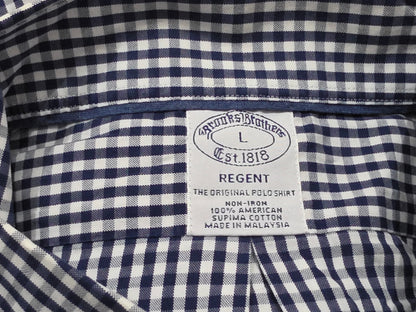 Brooks Brothers
L
Est. 1818
REGENT
THE ORIGINAL POLO SHIRT
NON-IRON
100% AMERICAN
SUPIMA COTTON
MADE IN MALAYSIA